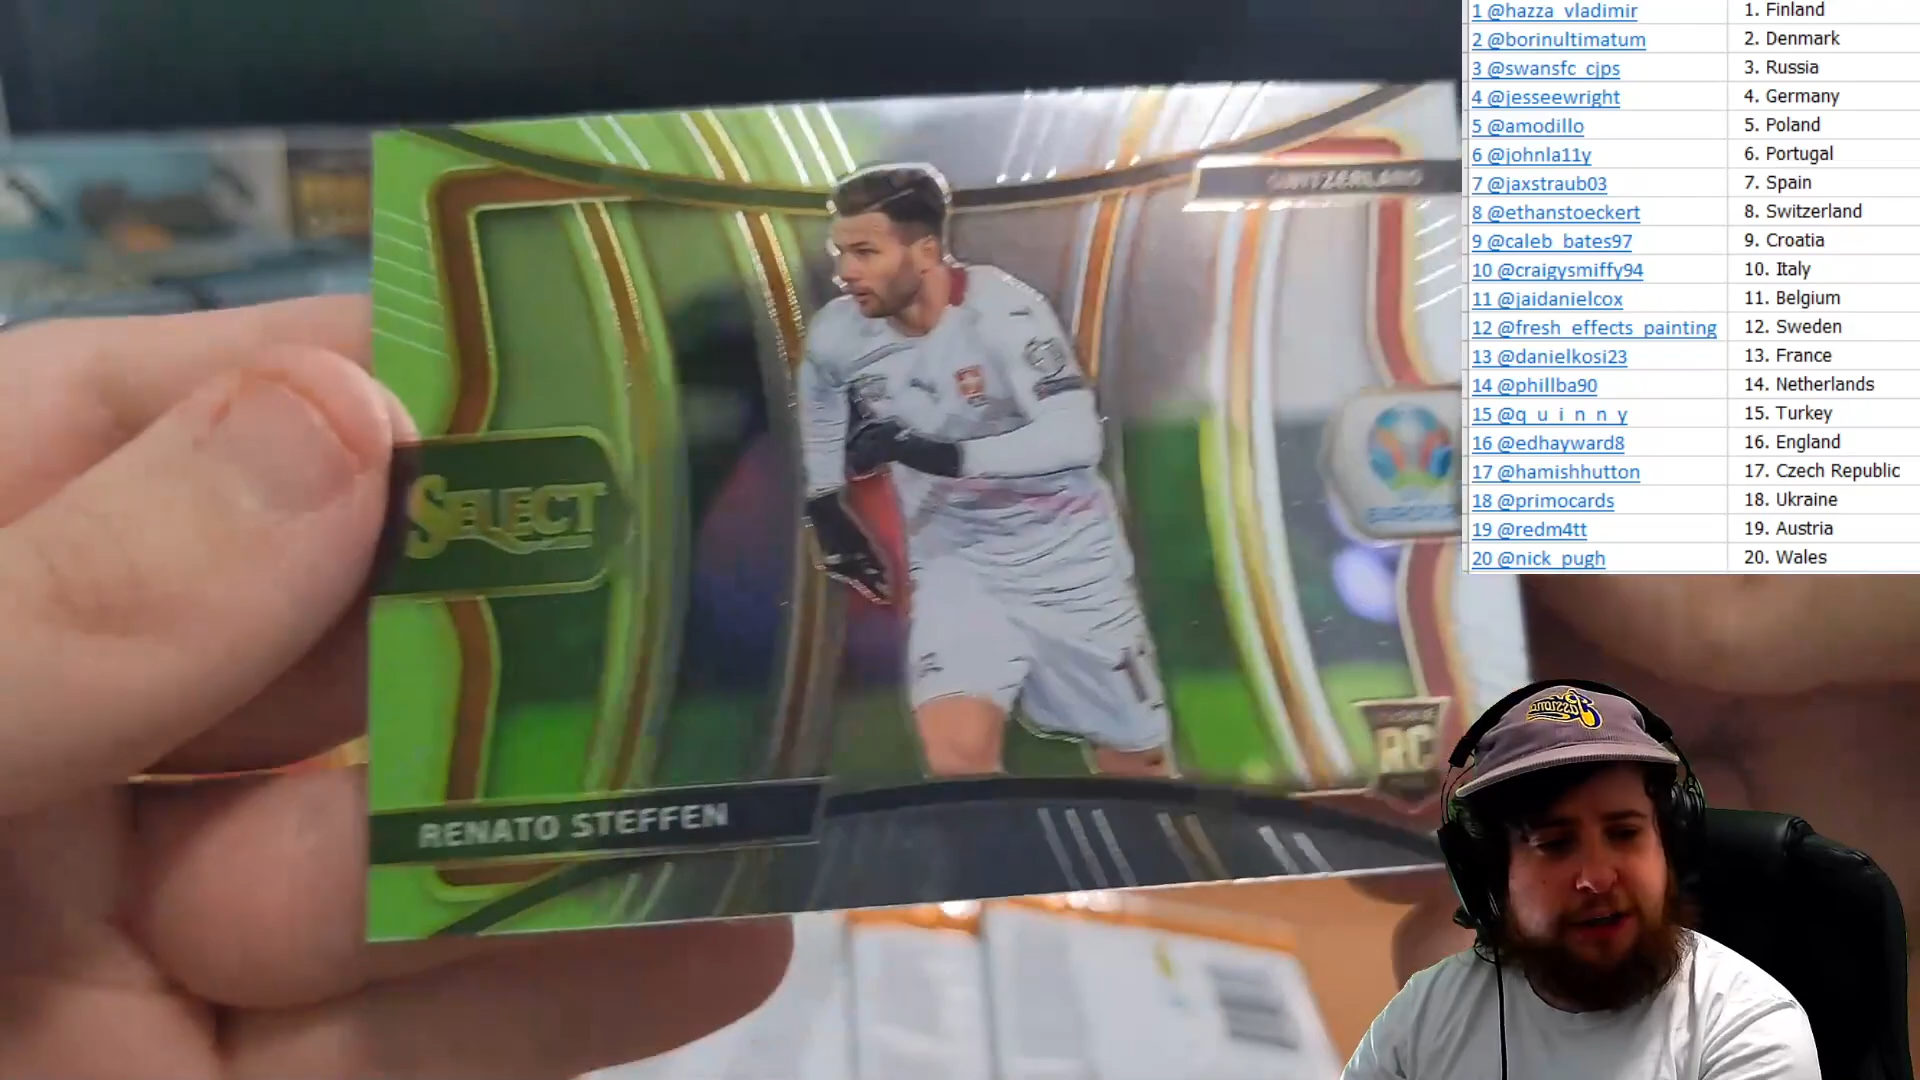 1 @hazza_vladimir 1. Finland
2 @borinultimatum 2. Denmark
3 @swansfc_cjps 3. Russia
4 @jesseewright 4. Germany
5 @amodillo 5. Poland
6 @johnla11y 6. Portugal
7 @jaxstraub03 7. Spain
8 @ethanstoeckert 8. Switzerland
9 @caleb_bates97 9. Croatia
10 @craigysmiffy94 10. Italy
11 @jaidanielcox 11. Belgium
12 @fresh_effects_painting 12. Sweden
13 @danielkosi23 13. France
14 @phillba90 14. Netherlands
15 @q_u_i_n_n_y 15. Turkey
16 @edhayward8 16. England
17 @hamishhutton 17. Czech Republic
18 @primocards 18. Ukraine
19 @redm4tt 19. Austria
20 @nick_pugh 20. Wales
SWITZERLAND
SELECT
RC
RENATO STEFFEN